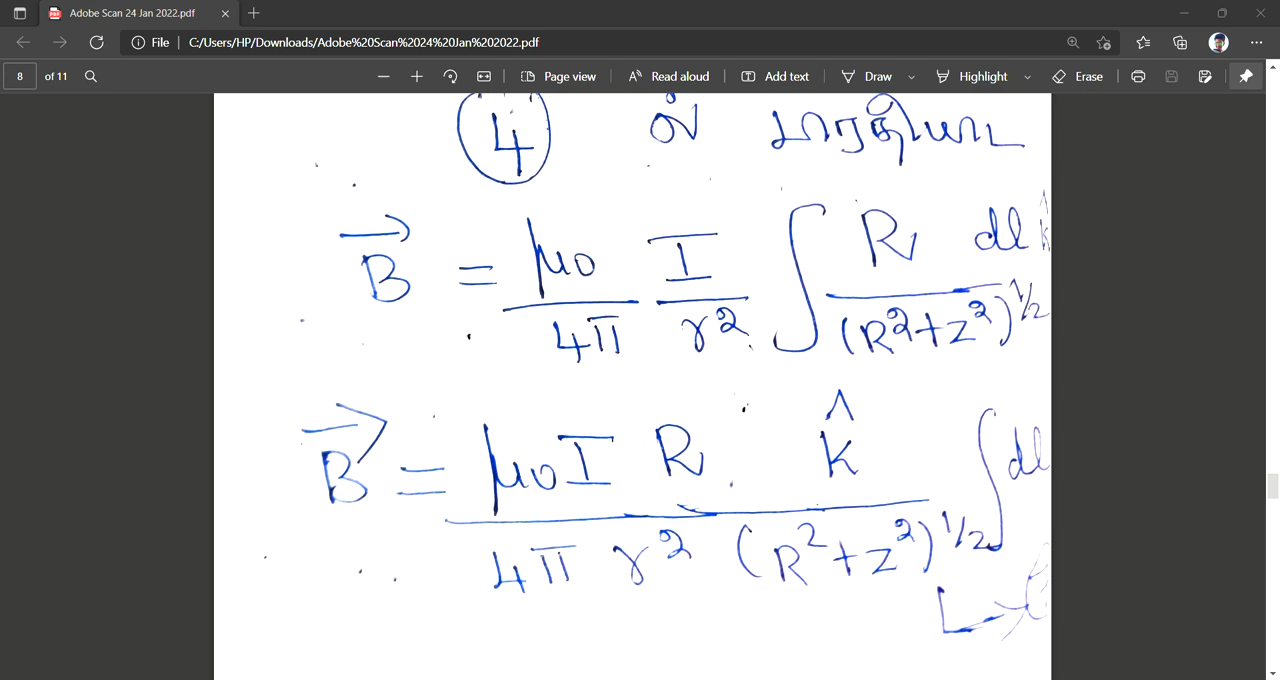 Adobe Scan 24 Jan 2022.pdf
File | C:/Users/HP/Downloads/Adobe%20Scan%2024%20Jan%202022.pdf
8 of 11 Page view Read aloud Add text Draw Highlight Erase
4 ல்
B⃗ = μ0/4π I/r² ∫ R dl k̂/(R²+z²)^1/2
B⃗ = μ0 I R k̂/4π r² (R²+z²)^1/2 ∫dl